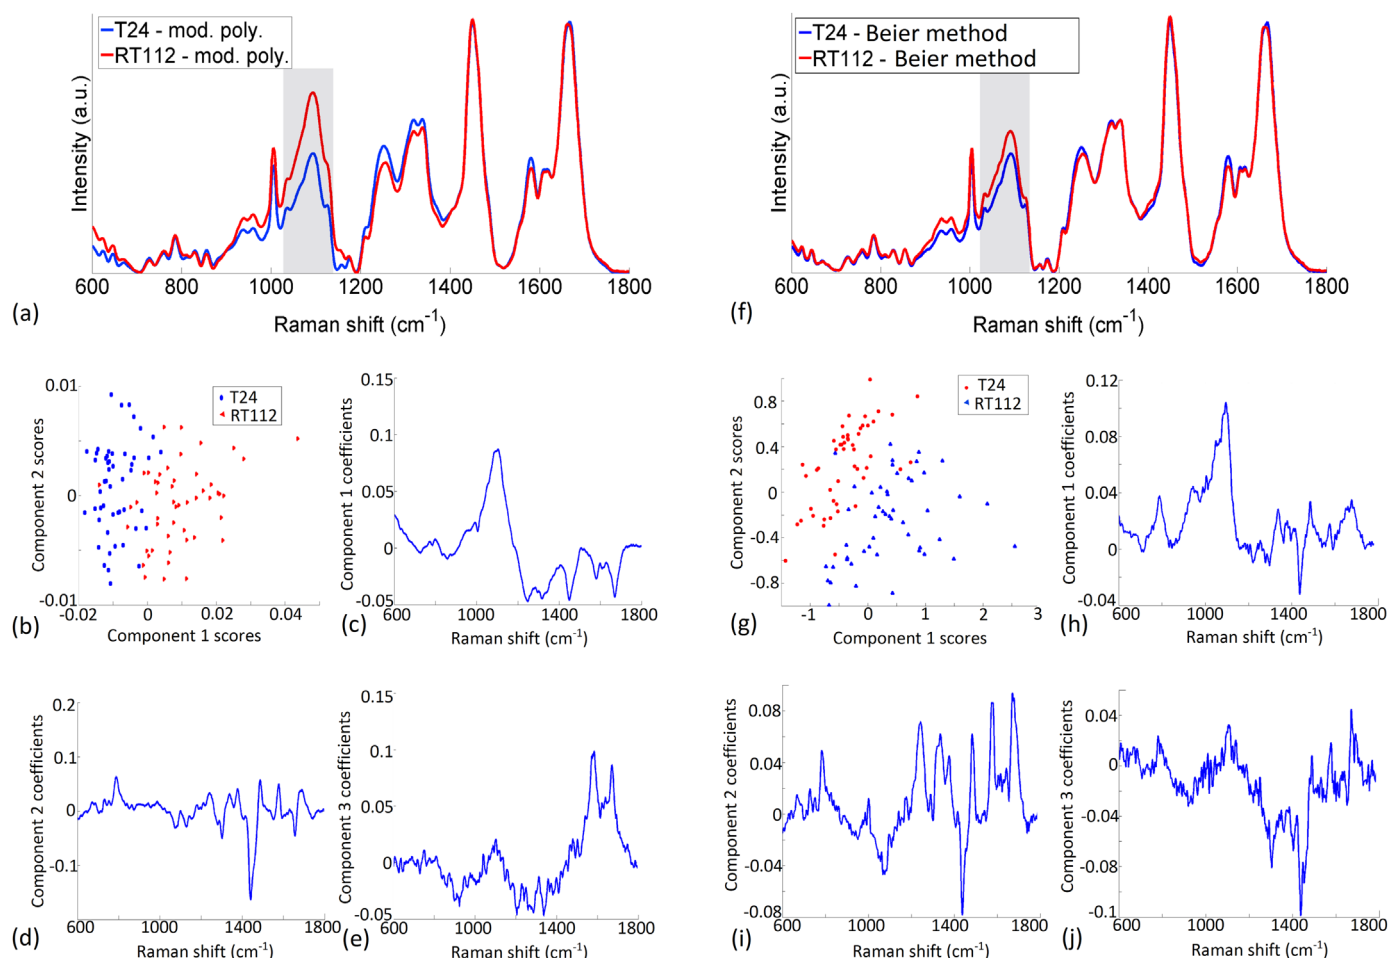 T24 - mod. poly.
RT112 - mod. poly.
Intensity (a.u.)
600 800 1000 1200 1400 1600 1800
Raman shift (cm-1)
(a)
T24 - Beier method
RT112 - Beier method
Intensity (a.u.)
600 800 1000 1200 1400 1600 1800
Raman shift (cm-1)
(f)
T24
RT112
Component 2 scores
0.01
0
-0.01
-0.02 0 0.02 0.04
Component 1 scores
(b)
Component 1 coefficients
0.15
0.1
0.05
0
-0.05
600 1000 1400 1800
Raman shift (cm-1)
(c)
T24
RT112
Component 2 scores
0.8
0.4
0
-0.4
-0.8
-1 0 1 2 3
Component 1 scores
(g)
Component 1 coefficients
0.12
0.08
0.04
0
-0.04
600 1000 1400 1800
Raman shift (cm-1)
(h)
Component 2 coefficients
0.2
0.1
0
-0.1
600 1000 1400 1800
Raman shift (cm-1)
(d)
Component 3 coefficients
0.15
0.1
0.05
0
-0.05
600 1000 1400 1800
Raman shift (cm-1)
(e)
Component 2 coefficients
0.08
0.04
0
-0.04
-0.08
600 1000 1400 1800
Raman shift (cm-1)
(i)
Component 3 coefficients
0.04
0
-0.04
-0.08
-0.1
600 1000 1400 1800
Raman shift (cm-1)
(j)